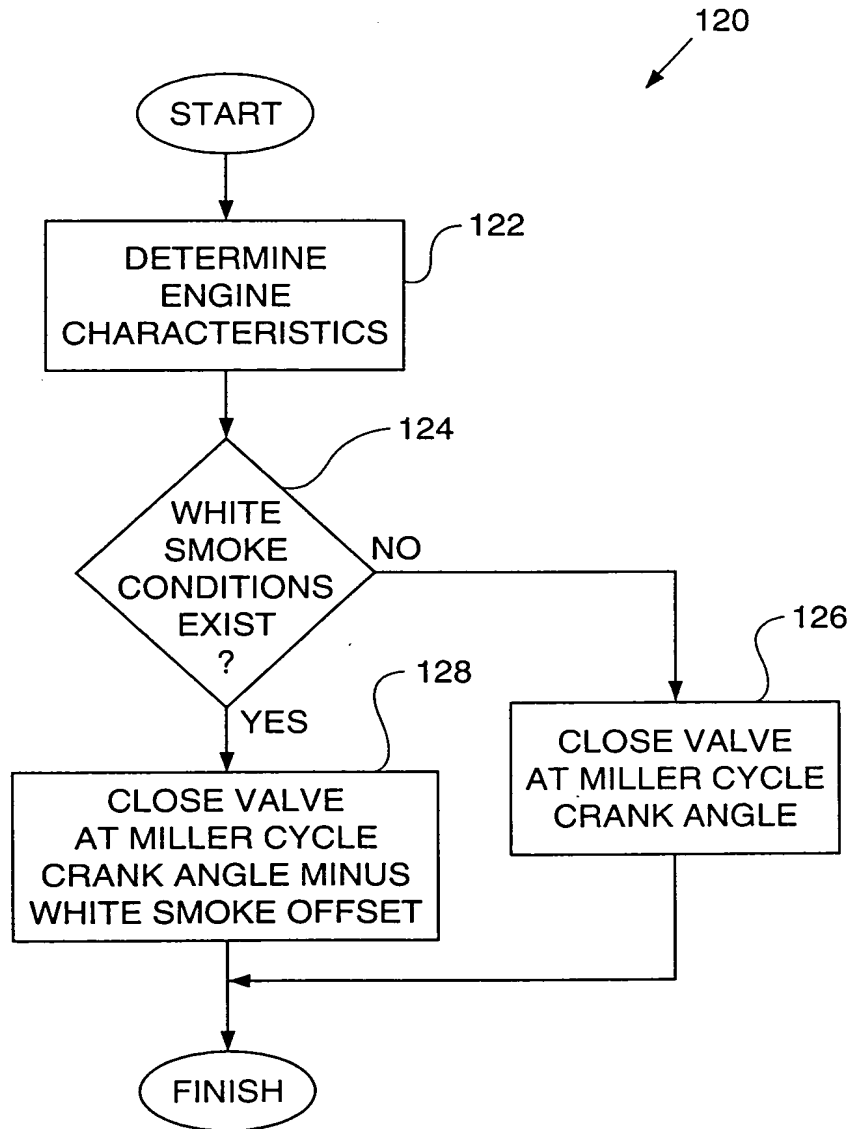 120
START
122
DETERMINE
ENGINE
CHARACTERISTICS
124
WHITE
SMOKE
CONDITIONS
EXIST
?
NO
YES
126
CLOSE VALVE
AT MILLER CYCLE
CRANK ANGLE
128
CLOSE VALVE
AT MILLER CYCLE
CRANK ANGLE MINUS
WHITE SMOKE OFFSET
FINISH